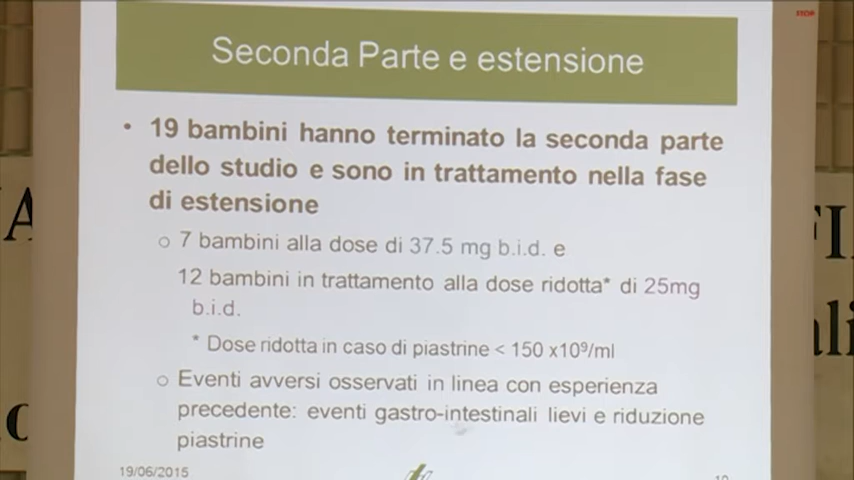 STOP
Seconda Parte e estensione
• 19 bambini hanno terminato la seconda parte
dello studio e sono in trattamento nella fase
di estensione
○ 7 bambini alla dose di 37.5 mg b.i.d. e
12 bambini in trattamento alla dose ridotta* di 25mg
b.i.d.
* Dose ridotta in caso di piastrine < 150 x10⁹/ml
○ Eventi avversi osservati in linea con esperienza
precedente: eventi gastro-intestinali lievi e riduzione
piastrine
19/06/2015